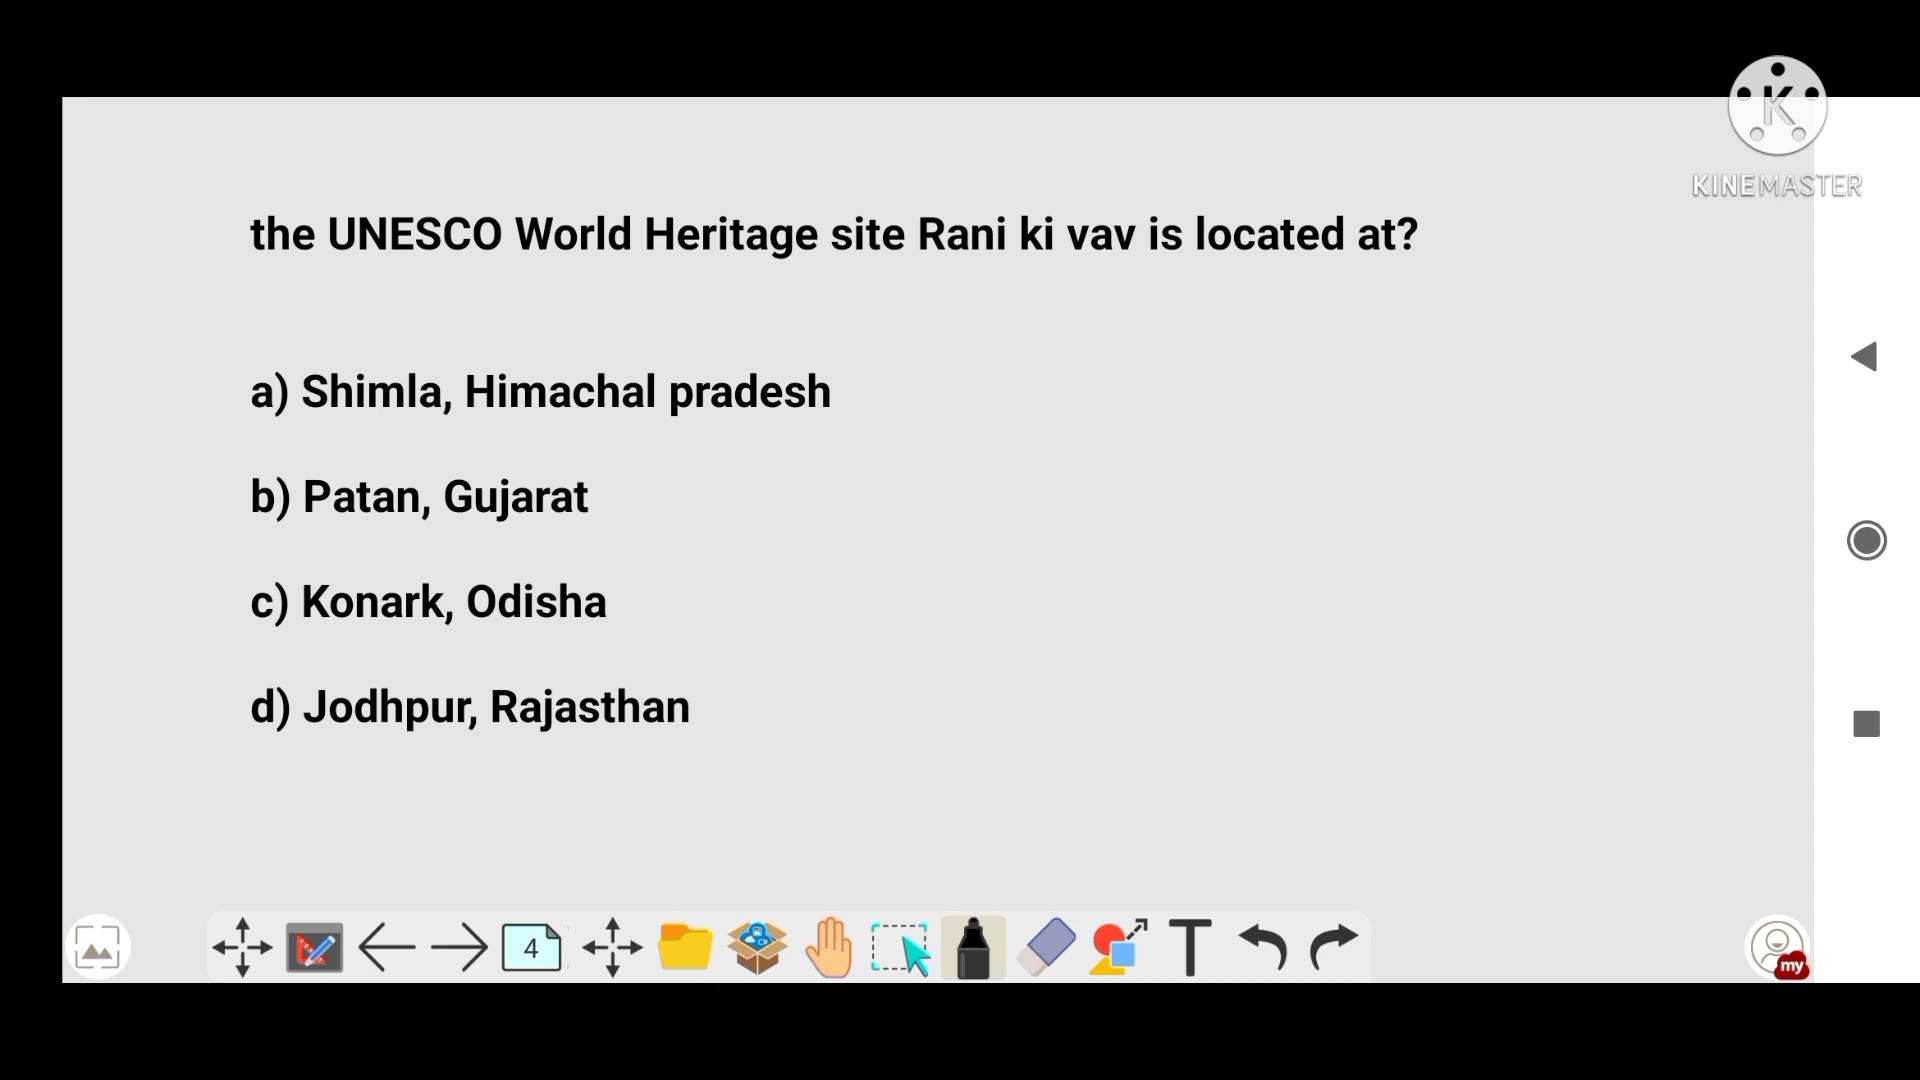 K
KINEMASTER
the UNESCO World Heritage site Rani ki vav is located at?
a) Shimla, Himachal pradesh
b) Patan, Gujarat
c) Konark, Odisha
d) Jodhpur, Rajasthan
4
T
my